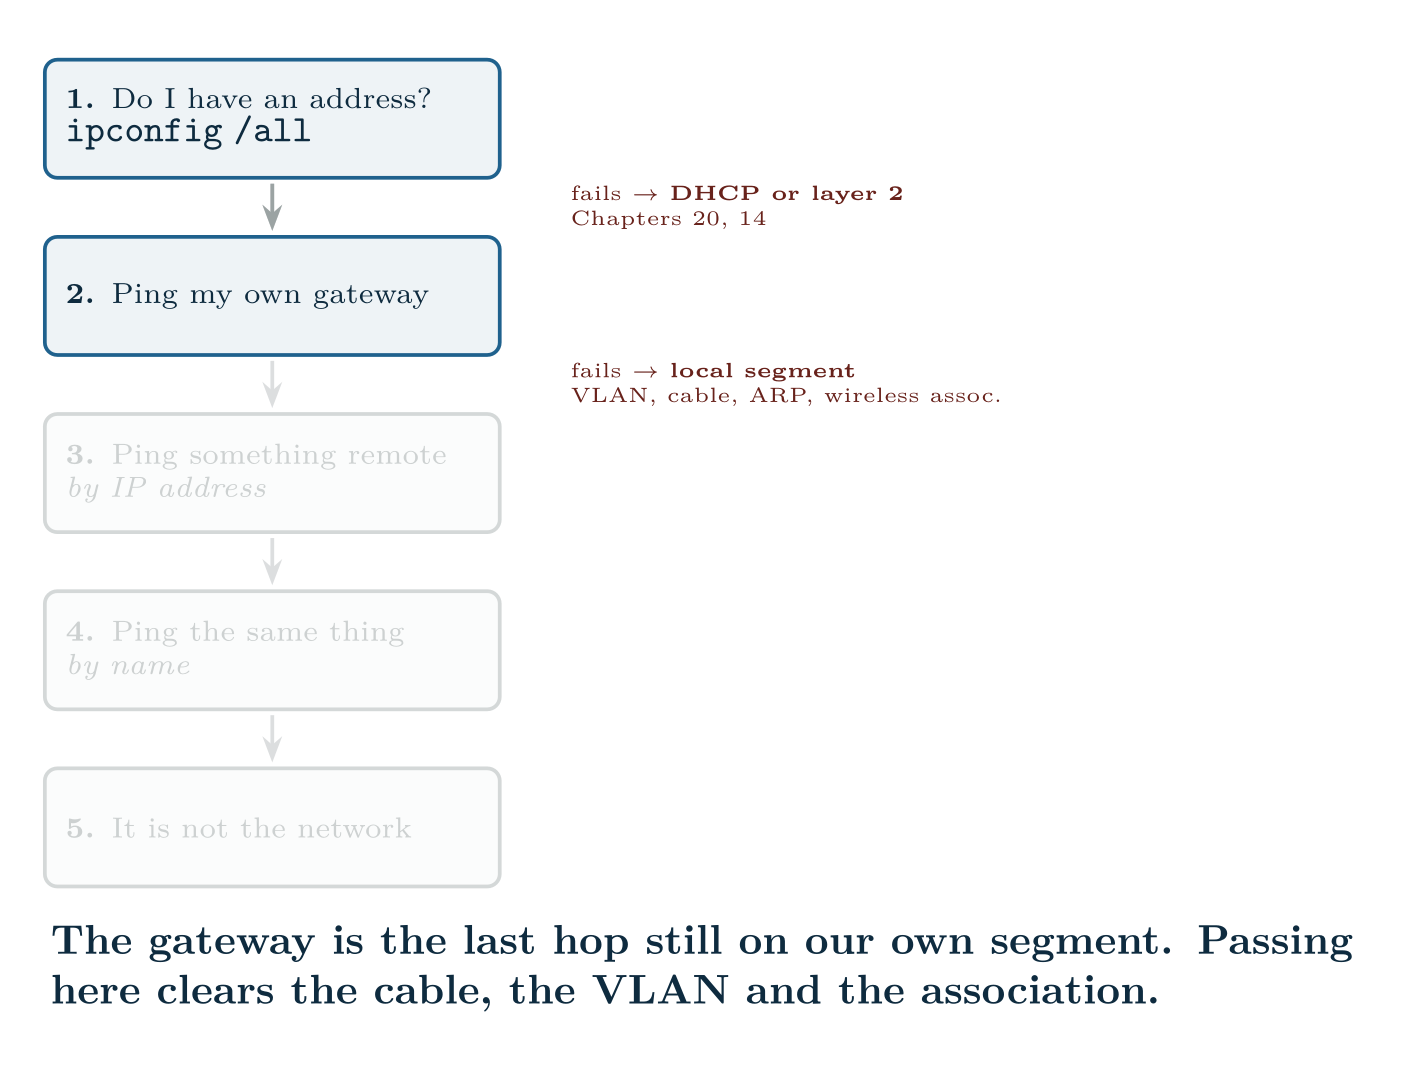 1. Do I have an address?
ipconfig /all
fails → DHCP or layer 2
Chapters 20, 14
2. Ping my own gateway
fails → local segment
VLAN, cable, ARP, wireless assoc.
3. Ping something remote
by IP address
4. Ping the same thing
by name
5. It is not the network
The gateway is the last hop still on our own segment. Passing
here clears the cable, the VLAN and the association.